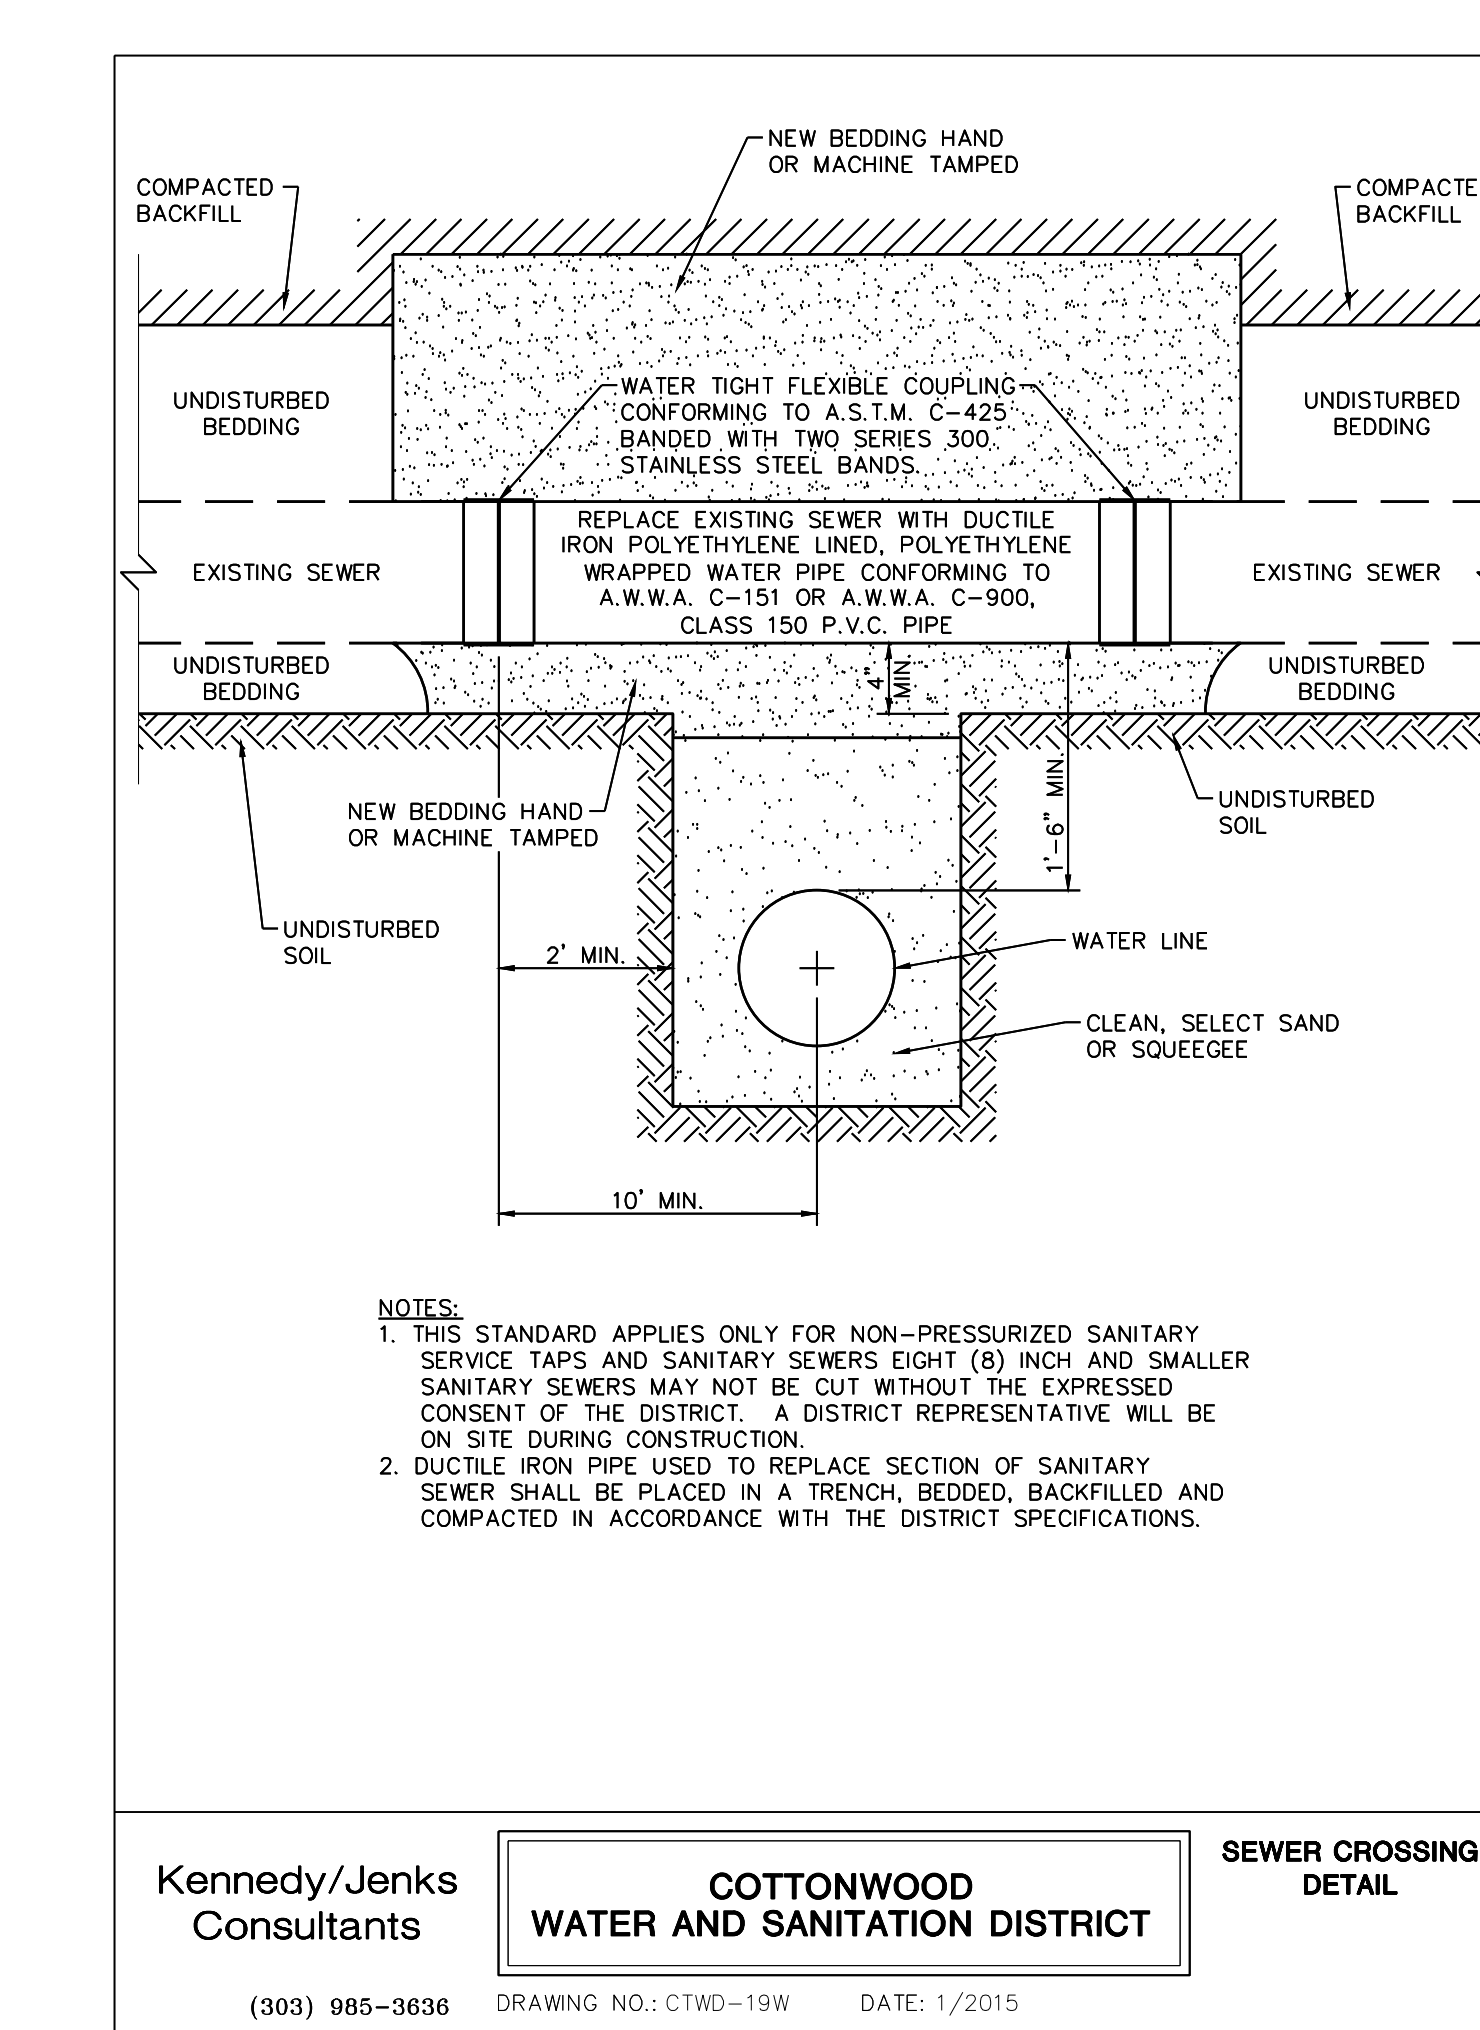 NEW BEDDING HAND
OR MACHINE TAMPED
COMPACTED
BACKFILL
COMPACTE
BACKFILL
UNDISTURBED
BEDDING
WATER TIGHT FLEXIBLE COUPLING
CONFORMING TO A.S.T.M. C-425
BANDED WITH TWO SERIES 300
STAINLESS STEEL BANDS.
UNDISTURBED
BEDDING
EXISTING SEWER
REPLACE EXISTING SEWER WITH DUCTILE
IRON POLYETHYLENE LINED, POLYETHYLENE
WRAPPED WATER PIPE CONFORMING TO
A.W.W.A. C-151 OR A.W.W.A. C-900,
CLASS 150 P.V.C. PIPE
EXISTING SEWER
UNDISTURBED
BEDDING
4"
MIN.
UNDISTURBED
BEDDING
1'-6" MIN.
NEW BEDDING HAND
OR MACHINE TAMPED
UNDISTURBED
SOIL
UNDISTURBED
SOIL
2' MIN.
WATER LINE
CLEAN, SELECT SAND
OR SQUEEGEE
10' MIN.
NOTES:
1. THIS STANDARD APPLIES ONLY FOR NON-PRESSURIZED SANITARY
SERVICE TAPS AND SANITARY SEWERS EIGHT (8) INCH AND SMALLER
SANITARY SEWERS MAY NOT BE CUT WITHOUT THE EXPRESSED
CONSENT OF THE DISTRICT. A DISTRICT REPRESENTATIVE WILL BE
ON SITE DURING CONSTRUCTION.
2. DUCTILE IRON PIPE USED TO REPLACE SECTION OF SANITARY
SEWER SHALL BE PLACED IN A TRENCH, BEDDED, BACKFILLED AND
COMPACTED IN ACCORDANCE WITH THE DISTRICT SPECIFICATIONS.
Kennedy/Jenks
Consultants
(303) 985-3636
COTTONWOOD
WATER AND SANITATION DISTRICT
DRAWING NO.: CTWD-19W DATE: 1/2015
SEWER CROSSING
DETAIL